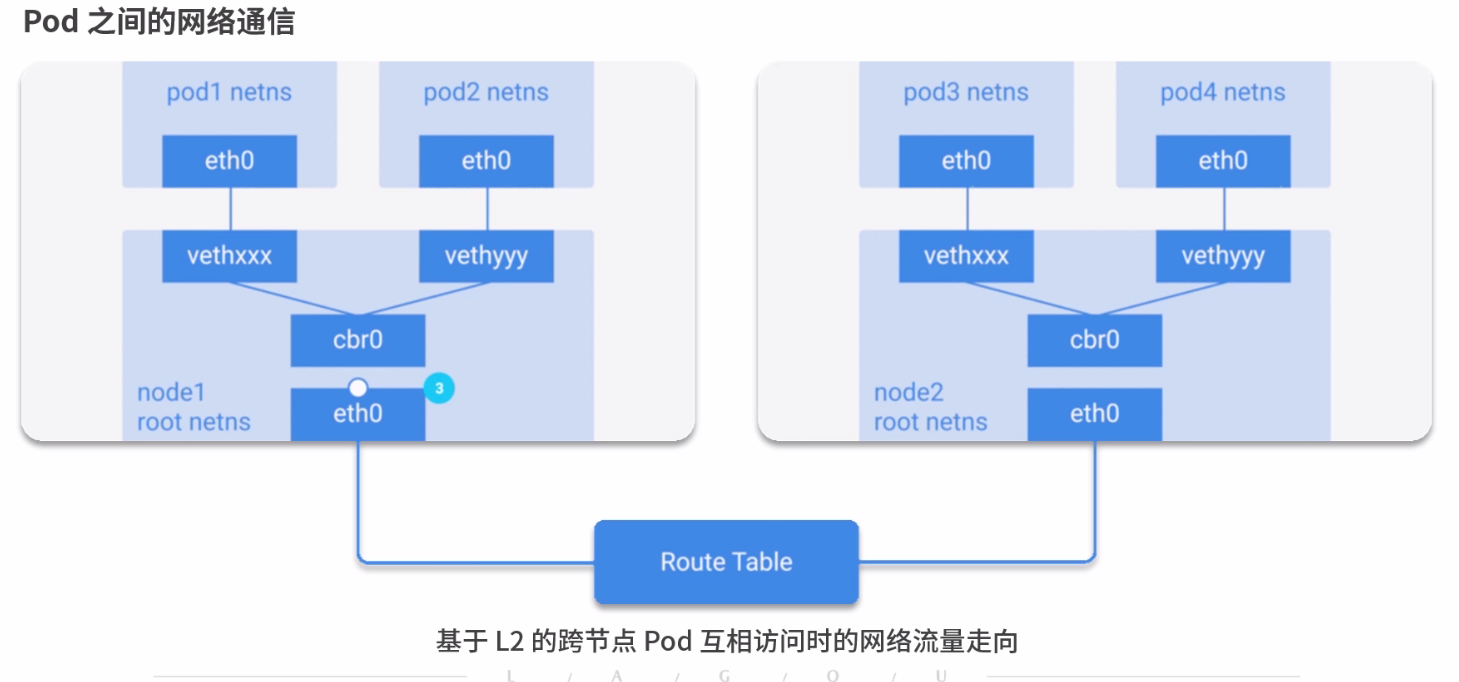 Pod 之间的网络通信
pod1 netns
pod2 netns
pod3 netns
pod4 netns
eth0
eth0
eth0
eth0
vethxxx
vethyyy
vethxxx
vethyyy
cbr0
cbr0
node1
root netns
eth0
3
node2
root netns
eth0
Route Table
基于 L2 的跨节点 Pod 互相访问时的网络流量走向
L / A / G / O / U